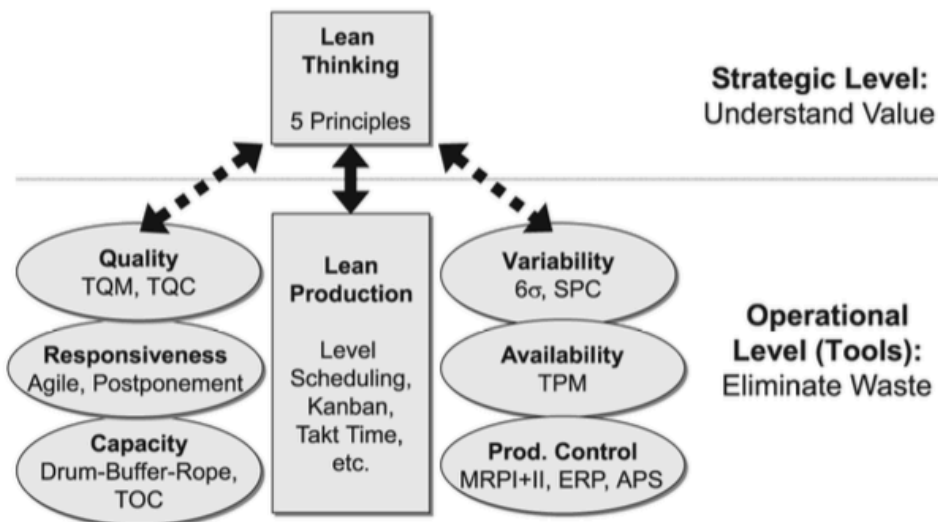 Lean
Thinking
5 Principles
Strategic Level:
Understand Value
Quality
TQM, TQC
Responsiveness
Agile, Postponement
Capacity
Drum-Buffer-Rope,
TOC
Lean
Production
Level
Scheduling,
Kanban,
Takt Time,
etc.
Variability
6σ, SPC
Availability
TPM
Prod. Control
MRPI+II, ERP, APS
Operational
Level (Tools):
Eliminate Waste